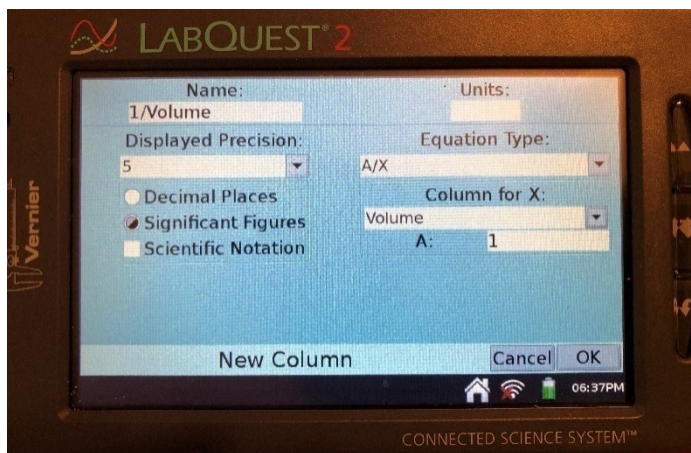 LABQUEST® 2
Name:
1/Volume
Units:
Displayed Precision:
5
Equation Type:
A/X
Decimal Places
Significant Figures
Scientific Notation
Column for X:
Volume
A: 1
New Column
Cancel OK
06:37PM
Vernier
CONNECTED SCIENCE SYSTEM™